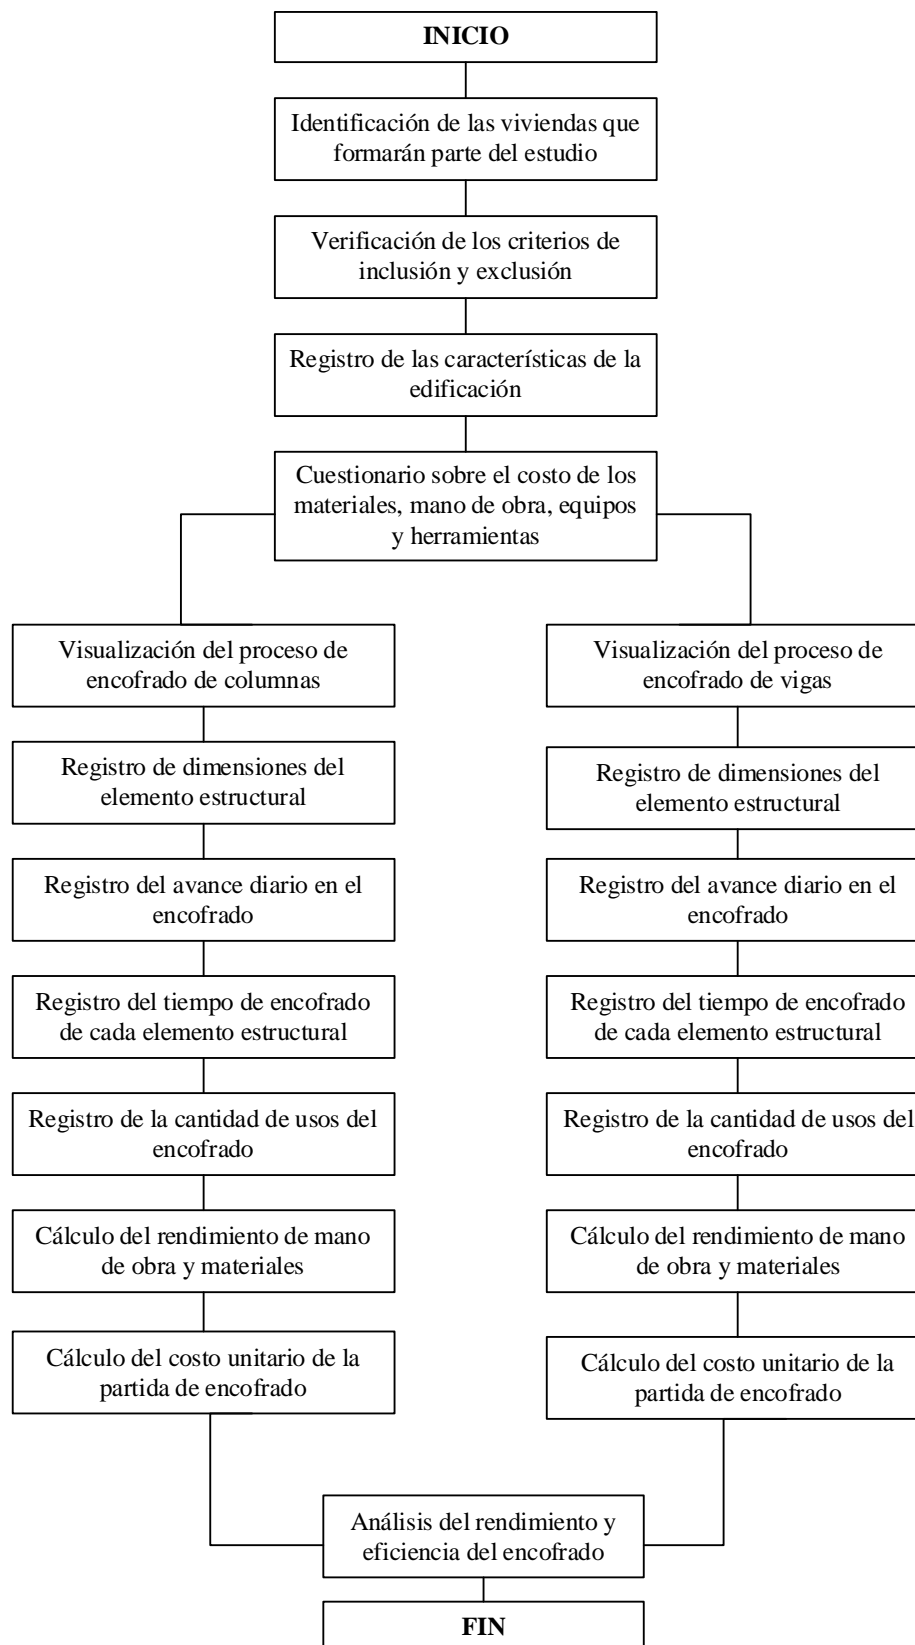 INICIO
Identificación de las viviendas que
formarán parte del estudio
Verificación de los criterios de
inclusión y exclusión
Registro de las características de la
edificación
Cuestionario sobre el costo de los
materiales, mano de obra, equipos
y herramientas
Visualización del proceso de
encofrado de columnas
Registro de dimensiones del
elemento estructural
Registro del avance diario en el
encofrado
Registro del tiempo de encofrado
de cada elemento estructural
Registro de la cantidad de usos del
encofrado
Cálculo del rendimiento de mano
de obra y materiales
Cálculo del costo unitario de la
partida de encofrado
Visualización del proceso de
encofrado de vigas
Registro de dimensiones del
elemento estructural
Registro del avance diario en el
encofrado
Registro del tiempo de encofrado
de cada elemento estructural
Registro de la cantidad de usos del
encofrado
Cálculo del rendimiento de mano
de obra y materiales
Cálculo del costo unitario de la
partida de encofrado
Análisis del rendimiento y
eficiencia del encofrado
FIN